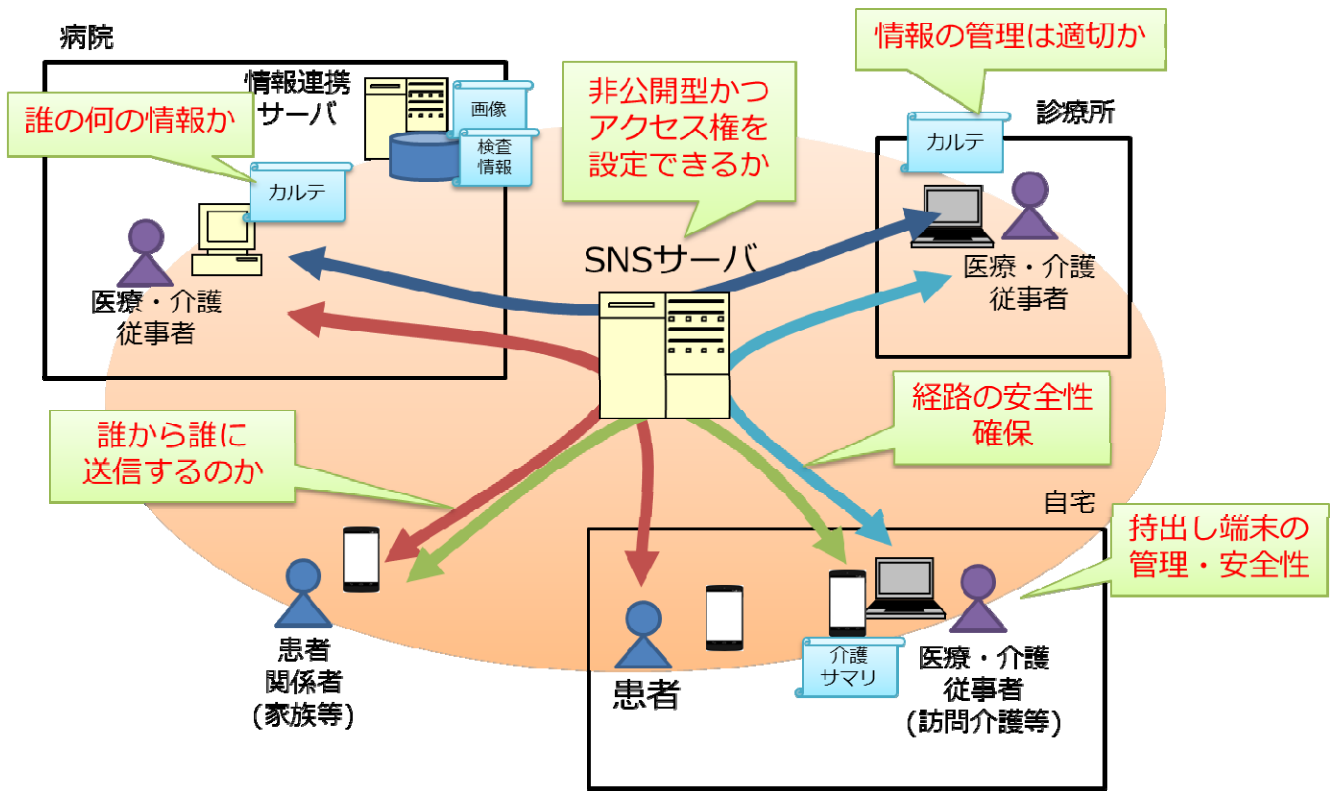 病院
情報連携
サーバ
画像
検査
情報
誰の何の情報か
カルテ
医療・介護
従事者
非公開型かつ
アクセス権を
設定できるか
SNSサーバ
情報の管理は適切か
診療所
カルテ
医療・介護
従事者
経路の安全性
確保
誰から誰に
送信するのか
患者
関係者
(家族等)
自宅
持出し端末の
管理・安全性
患者
介護
サマリ
医療・介護
従事者
(訪問介護等)